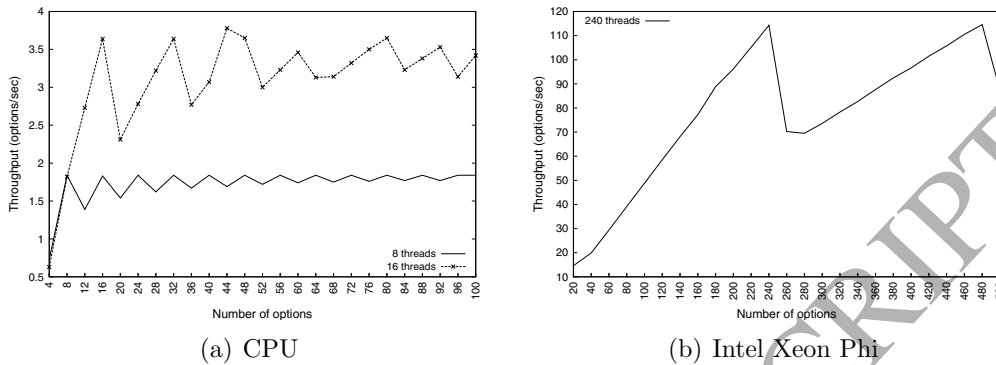 4
3.5
3
2.5
2
1.5
1
0.5
Throughput (options/sec)
8 threads
16 threads
4 8 12 16 20 24 28 32 36 40 44 48 52 56 60 64 68 72 76 80 84 88 92 96 100
Number of options
(a) CPU
120
110
100
90
80
70
60
50
40
30
20
10
Throughput (options/sec)
240 threads
20 40 60 80 100 120 140 160 180 200 220 240 260 280 300 320 340 360 380 400 420 440 460 480
Number of options
(b) Intel Xeon Phi
CRIPT